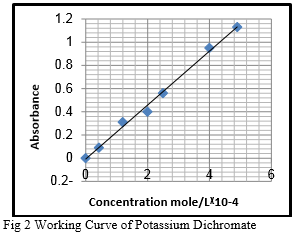 1.2
1
0.8
0.6
0.4
0.2
0
0.2-
0 2 4 6
Absorbance
Concentration mole/Lᵡ10-4
Fig 2 Working Curve of Potassium Dichromate